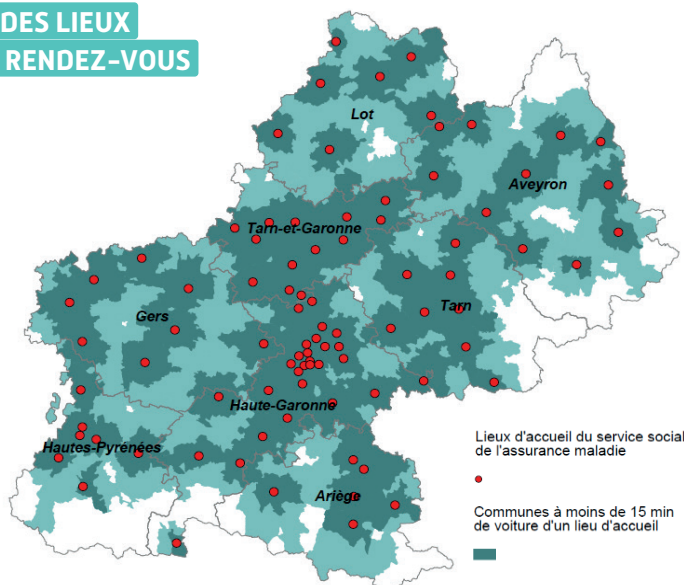 DES LIEUX
RENDEZ-VOUS
Lot
Aveyron
Tarn-et-Garonne
Gers
Tarn
Haute-Garonne
Hautes-Pyrénées
Ariège
Lieux d'accueil du service social
de l'assurance maladie
Communes à moins de 15 min
de voiture d'un lieu d'accueil